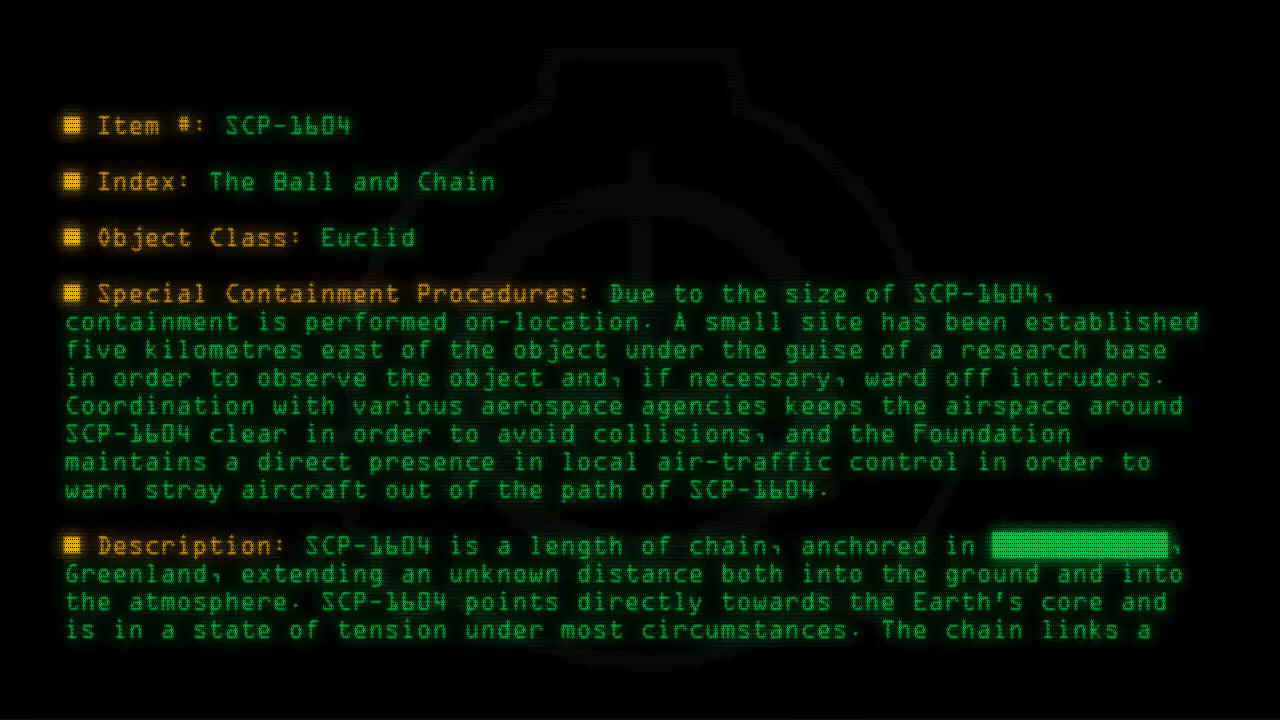 ■ Item #: SCP-1604
■ Index: The Ball and Chain
■ Object Class: Euclid
■ Special Containment Procedures: Due to the size of SCP-1604,
containment is performed on-location. A small site has been established
five kilometres east of the object under the guise of a research base
in order to observe the object and, if necessary, ward off intruders.
Coordination with various aerospace agencies keeps the airspace around
SCP-1604 clear in order to avoid collisions, and the Foundation
maintains a direct presence in local air-traffic control in order to
warn stray aircraft out of the path of SCP-1604.
■ Description: SCP-1604 is a length of chain, anchored in ███████████,
Greenland, extending an unknown distance both into the ground and into
the atmosphere. SCP-1604 points directly towards the Earth's core and
is in a state of tension under most circumstances. The chain links a